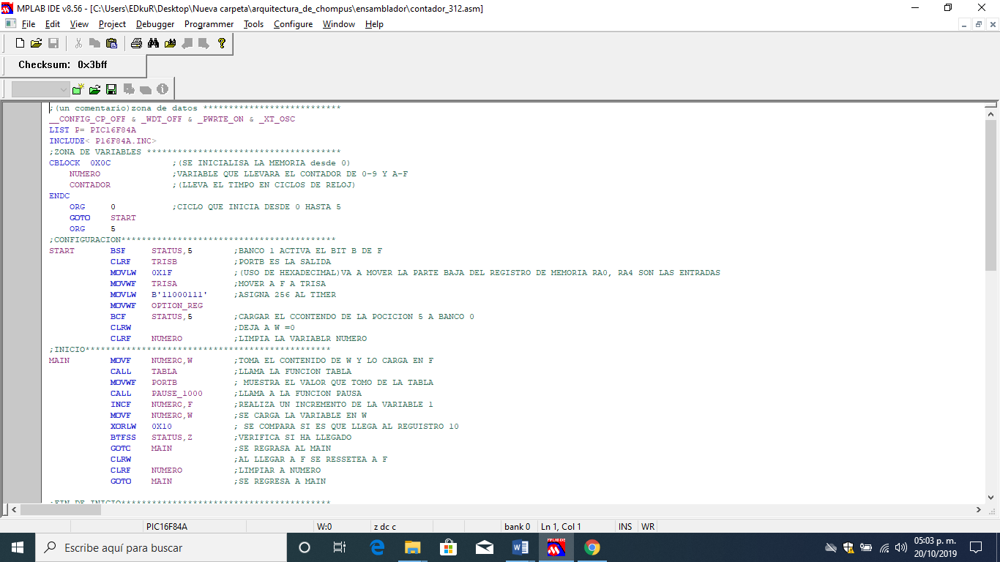 MPLAB IDE v8.56 - [C:\Users\EDkuR\Desktop\Nueva carpeta\arquitectura_de_chompus\ensamblador\contador_312.asm]
File Edit View Project Debugger Programmer Tools Configure Window Help
Checksum: 0x3bff
;(un comentario)zona de datos ***************************
__CONFIG_CP_OFF & _WDT_OFF & _PWRTE_ON & _XT_OSC
LIST P= PIC16F84A
INCLUDE< P16F84A.INC>
;ZONA DE VARIABLES **************************************
CBLOCK 0X0C ;(SE INICIALISA LA MEMORIA desde 0)
NUMERO ;VARIABLE QUE LLEVARA EL CONTADOR DE 0-9 Y A-F
CONTADOR ;(LLEVA EL TIMPO EN CICLOS DE RELOJ)
ENDC
ORG 0 ;CICLO QUE INICIA DESDE 0 HASTA 5
GOTO START
ORG 5
;CONFIGURACION******************************************
START BSF STATUS,5 ;BANCO 1 ACTIVA EL BIT B DE F
CLRF TRISB ;PORTB ES LA SALIDA
MOVLW 0X1F ;(USO DE HEXADECIMAL)VA A MOVER LA PARTE BAJA DEL REGISTRO DE MEMORIA RA0, RA4 SON LAS ENTRADAS
MOVWF TRISA ;MOVER A F A TRISA
MOVLW B'11000111' ;ASIGNA 256 AL TIMER
MOVWF OPTION_REG
BCF STATUS,5 ;CARGAR EL CCONTENDO DE LA POCICION 5 A BANCO 0
CLRW ;DEJA A W =0
CLRF NUMERO ;LIMPIA LA VARIABLR NUMERO
;INICIO************************************************
MAIN MOVF NUMERO,W ;TOMA EL CONTENIDO DE W Y LO CARGA EN F
CALL TABLA ;LLAMA LA FUNCION TABLA
MOVWF PORTB ; MUESTRA EL VALOR QUE TOMO DE LA TABLA
CALL PAUSE_1000 ;LLAMA A LA FUNCION PAUSA
INCF NUMERO,F ;REALIZA UN INCREMENTO DE LA VARIABLE 1
MOVF NUMERO,W ;SE CARGA LA VARIABLE EN W
XORLW 0X10 ; SE COMPARA SI ES QUE LLEGA AL REGUISTRO 10
BTFSS STATUS,Z ;VERIFICA SI HA LLEGADO
GOTO MAIN ;SE REGRASA AL MAIN
CLRW ;AL LLEGAR A F SE RESSETEA A F
CLRF NUMERO ;LIMPIAR A NUMERO
GOTO MAIN ;SE REGRESA A MAIN
;FIN DE INICIO*****************************************
PIC16F84A W:0 z dc c bank 0 Ln 1, Col 1 INS WR
Escribe aquí para buscar
05:03 p. m.
20/10/2019